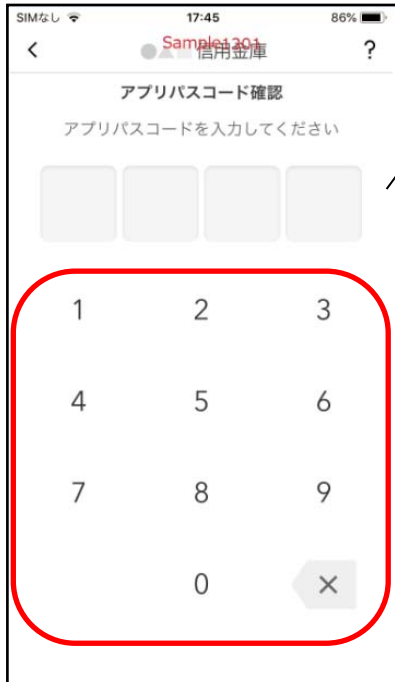 SIMなし 17:45 86%
Sample1201
信用金庫 ?
アプリパスコード確認
アプリパスコードを入力してください
1 2 3
4 5 6
7 8 9
0